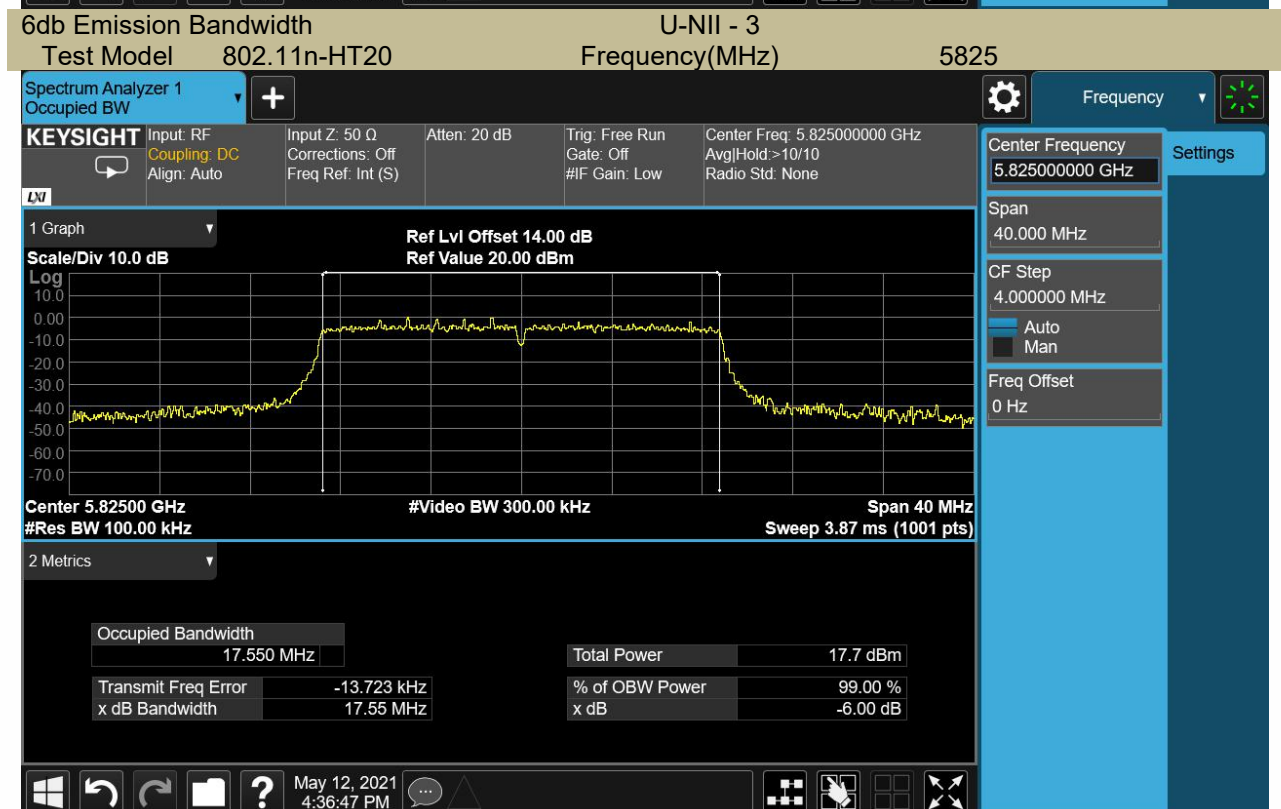 6db Emission Bandwidth U-NII - 3
Test Model 802.11n-HT20 Frequency(MHz) 5825
Spectrum Analyzer 1
Occupied BW
+
Frequency
KEYSIGHT
LXI
Input: RF
Coupling: DC
Align: Auto
Input Z: 50 Ω
Corrections: Off
Freq Ref: Int (S)
Atten: 20 dB
Trig: Free Run
Gate: Off
#IF Gain: Low
Center Freq: 5.825000000 GHz
Avg|Hold:>10/10
Radio Std: None
Center Frequency
5.825000000 GHz
Settings
Span
40.000 MHz
CF Step
4.000000 MHz
Auto
Man
Freq Offset
0 Hz
1 Graph
Scale/Div 10.0 dB
Ref Lvl Offset 14.00 dB
Ref Value 20.00 dBm
Log
10.0
0.00
-10.0
-20.0
-30.0
-40.0
-50.0
-60.0
-70.0
Center 5.82500 GHz #Video BW 300.00 kHz Span 40 MHz
#Res BW 100.00 kHz Sweep 3.87 ms (1001 pts)
2 Metrics
Occupied Bandwidth
17.550 MHz Total Power 17.7 dBm
Transmit Freq Error -13.723 kHz % of OBW Power 99.00 %
x dB Bandwidth 17.55 MHz x dB -6.00 dB
?
May 12, 2021
4:36:47 PM